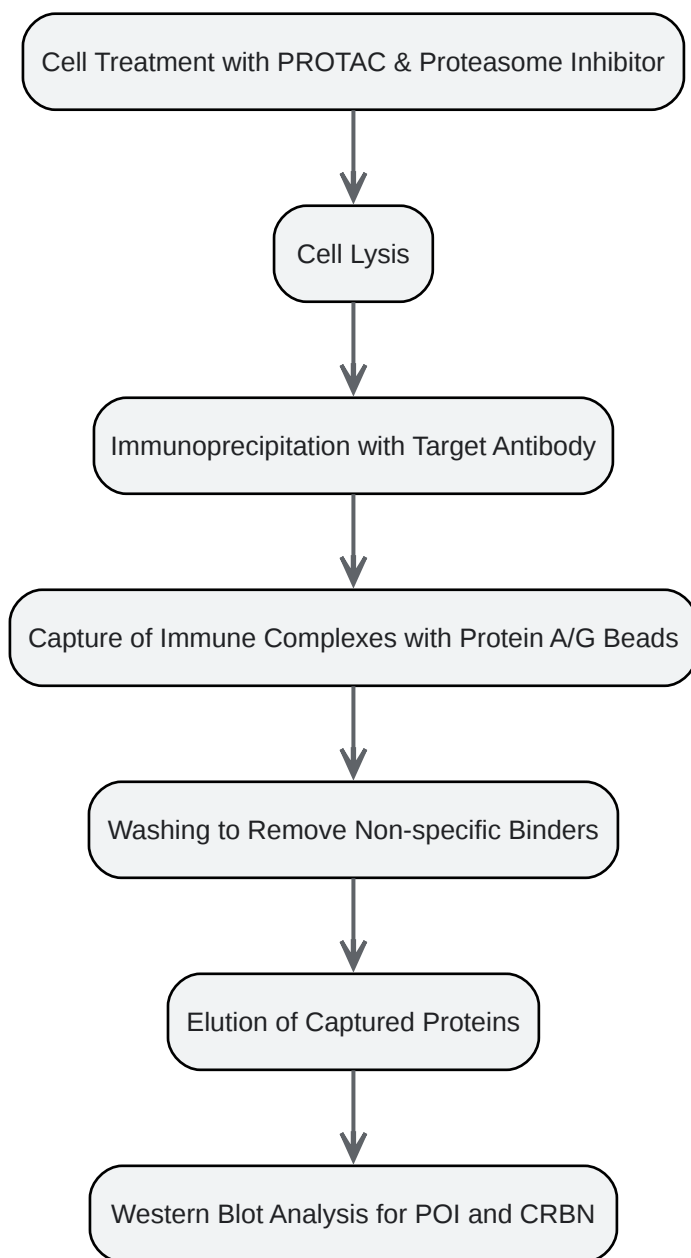 Cell Treatment with PROTAC & Proteasome Inhibitor
Cell Lysis
Immunoprecipitation with Target Antibody
Capture of Immune Complexes with Protein A/G Beads
Washing to Remove Non-specific Binders
Elution of Captured Proteins
Western Blot Analysis for POI and CRBN